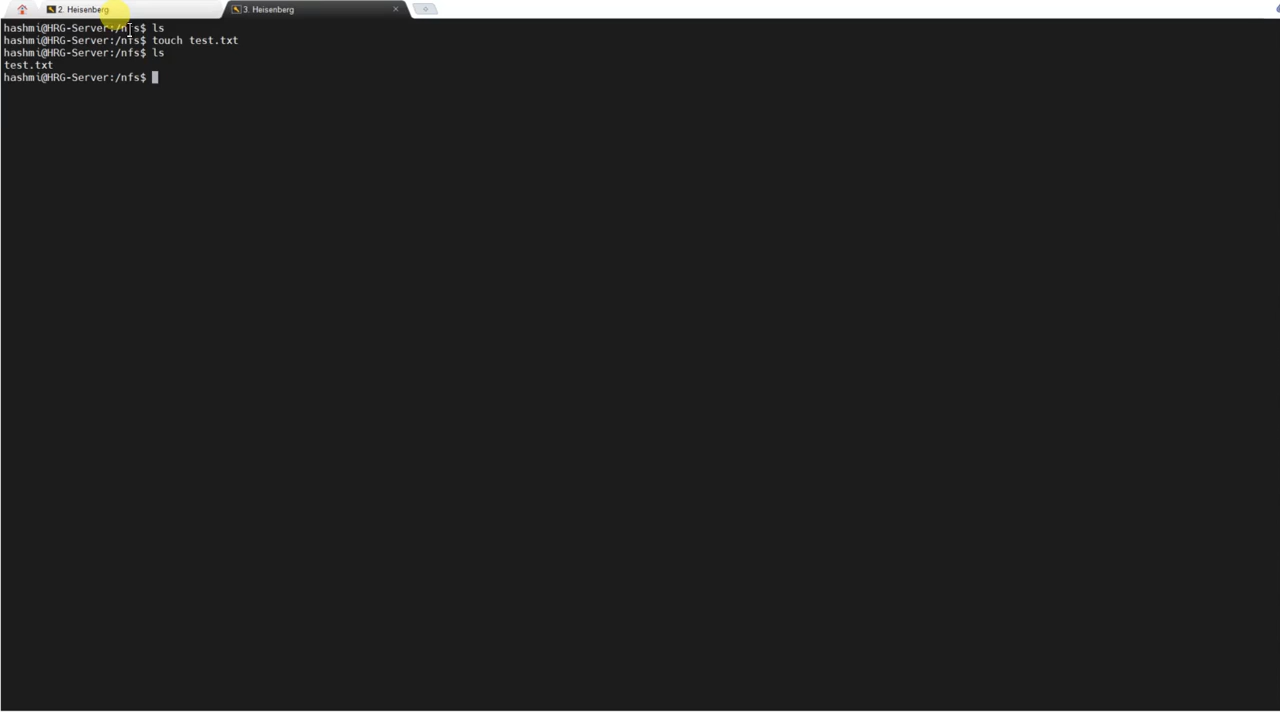 2. Heisenberg
3. Heisenberg
hashmi@HRG-Server:/nfs$ ls
hashmi@HRG-Server:/nfs$ touch test.txt
hashmi@HRG-Server:/nfs$ ls
test.txt
hashmi@HRG-Server:/nfs$